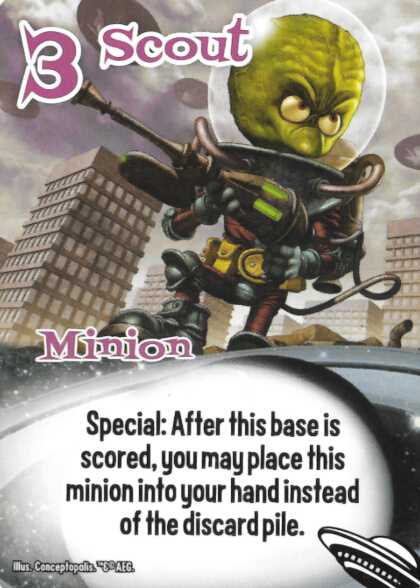 3 Scout
Minion
Special: After this base is
scored, you may place this
minion into your hand instead
of the discard pile.
Illus. Conceptopolis. ™&© AEG.